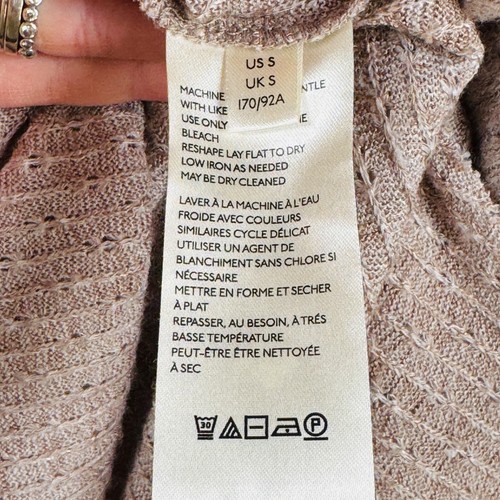 US S
UK S
170/92A
MACHINE NTLE
WITH LIKE
USE ONLY NE
BLEACH
RESHAPE LAY FLAT TO DRY
LOW IRON AS NEEDED
MAY BE DRY CLEANED
LAVER À LA MACHINE À L'EAU
FROIDE AVEC COULEURS
SIMILAIRES CYCLE DÉLICAT
UTILISER UN AGENT DE
BLANCHIMENT SANS CHLORE SI
NÉCESSAIRE
METTRE EN FORME ET SECHER
À PLAT
REPASSER, AU BESOIN, À TRÉS
BASSE TEMPÉRATURE
PEUT-ÊTRE ÊTRE NETTOYÉE
À SEC
30 P